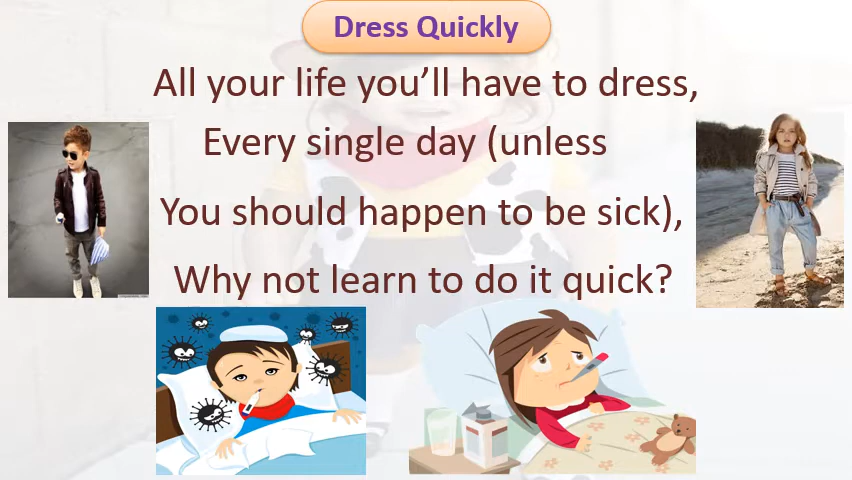 Dress Quickly
All your life you’ll have to dress,
Every single day (unless
You should happen to be sick),
Why not learn to do it quick?